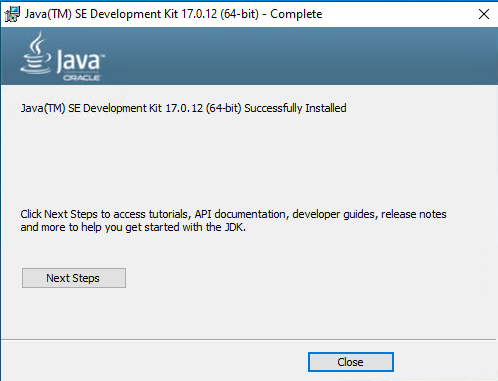 Java(TM) SE Development Kit 17.0.12 (64-bit) - Complete
Java™
ORACLE
Java(TM) SE Development Kit 17.0.12 (64-bit) Successfully Installed
Click Next Steps to access tutorials, API documentation, developer guides, release notes
and more to help you get started with the JDK.
Next Steps
Close